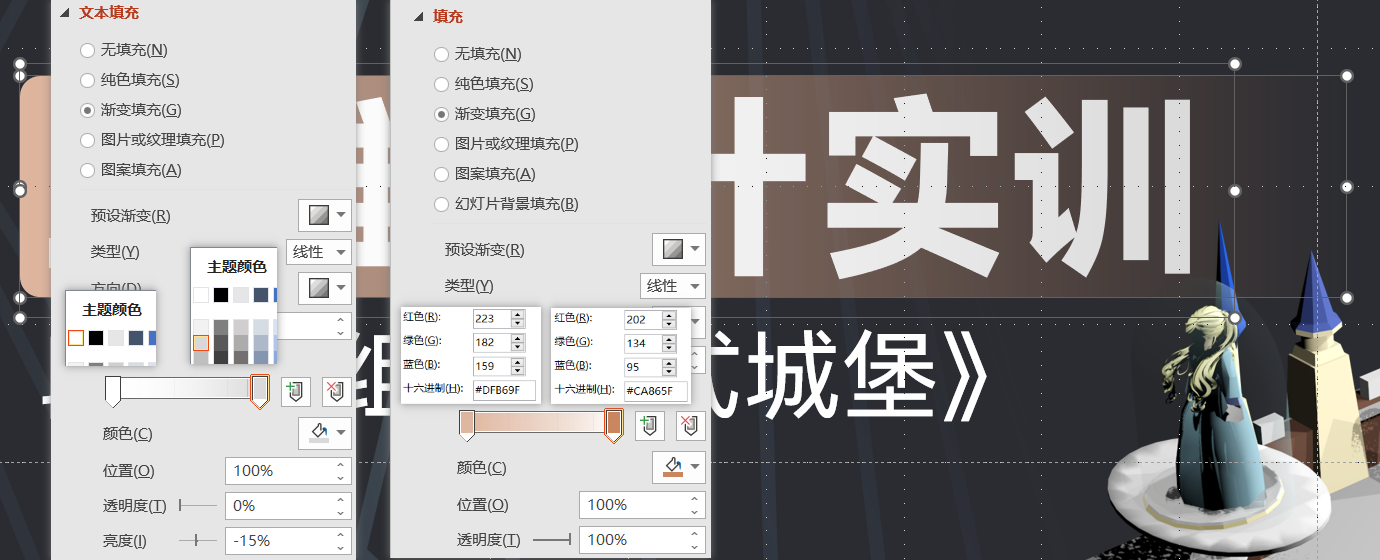 文本填充
无填充(N)
纯色填充(S)
渐变填充(G)
图片或纹理填充(P)
图案填充(A)
预设渐变(R)
类型(Y)
线性
方向(D)
主题颜色
主题颜色
颜色(C)
位置(O)
100%
透明度(T)
0%
亮度(I)
-15%
填充
无填充(N)
纯色填充(S)
渐变填充(G)
图片或纹理填充(P)
图案填充(A)
幻灯片背景填充(B)
预设渐变(R)
类型(Y)
线性
红色(R):
223
绿色(G):
182
蓝色(B):
159
十六进制(H):
#DFB69F
红色(R):
202
绿色(G):
134
蓝色(B):
95
十六进制(H):
#CA865F
颜色(C)
位置(O)
100%
透明度(T)
100%
计实训
式城堡》